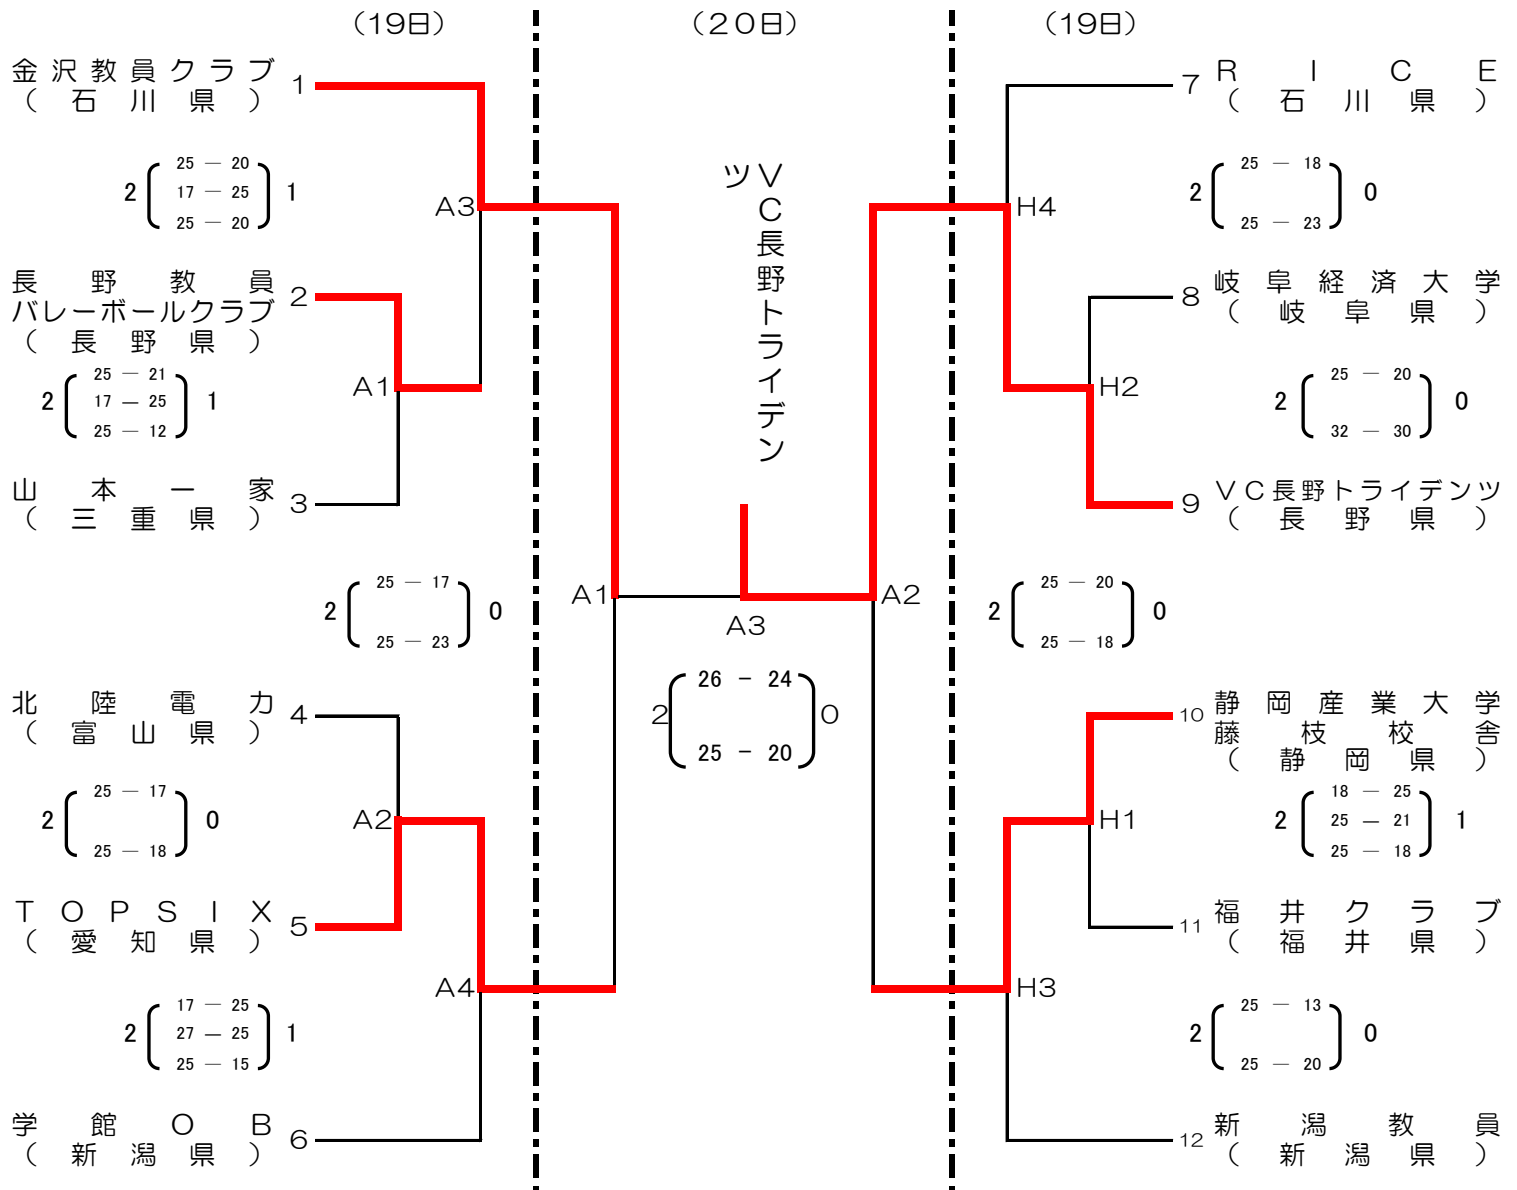 （19日）
（２０日）
（19日）
金沢教員クラブ
（石川県）
1
25 — 20
17 — 25
25 — 20
2
1
A3
長野教員
バレーボールクラブ
（長野県）
2
25 — 21
17 — 25
25 — 12
2
1
A1
山本一家
（三重県）
3
25 — 17
25 — 23
2
0
A1
北陸電力
（富山県）
4
25 — 17
25 — 18
2
0
A2
ＴＯＰＳＩＸ
（愛知県）
5
17 — 25
27 — 25
25 — 15
2
1
A4
学館ＯＢ
（新潟県）
6
ＶＣ長野トライデン
ツ
A3
26 － 24
25 － 20
2
0
7
ＲＩＣＥ
（石川県）
25 — 18
25 — 23
2
0
H4
8
岐阜経済大学
（岐阜県）
25 — 20
32 — 30
2
0
H2
9
ＶＣ長野トライデンツ
（長野県）
25 — 20
25 — 18
2
0
A2
10
静岡産業大学
藤枝校舎
（静岡県）
18 — 25
25 — 21
25 — 18
2
1
H1
11
福井クラブ
（福井県）
25 — 13
25 — 20
2
0
H3
12
新潟教員
（新潟県）